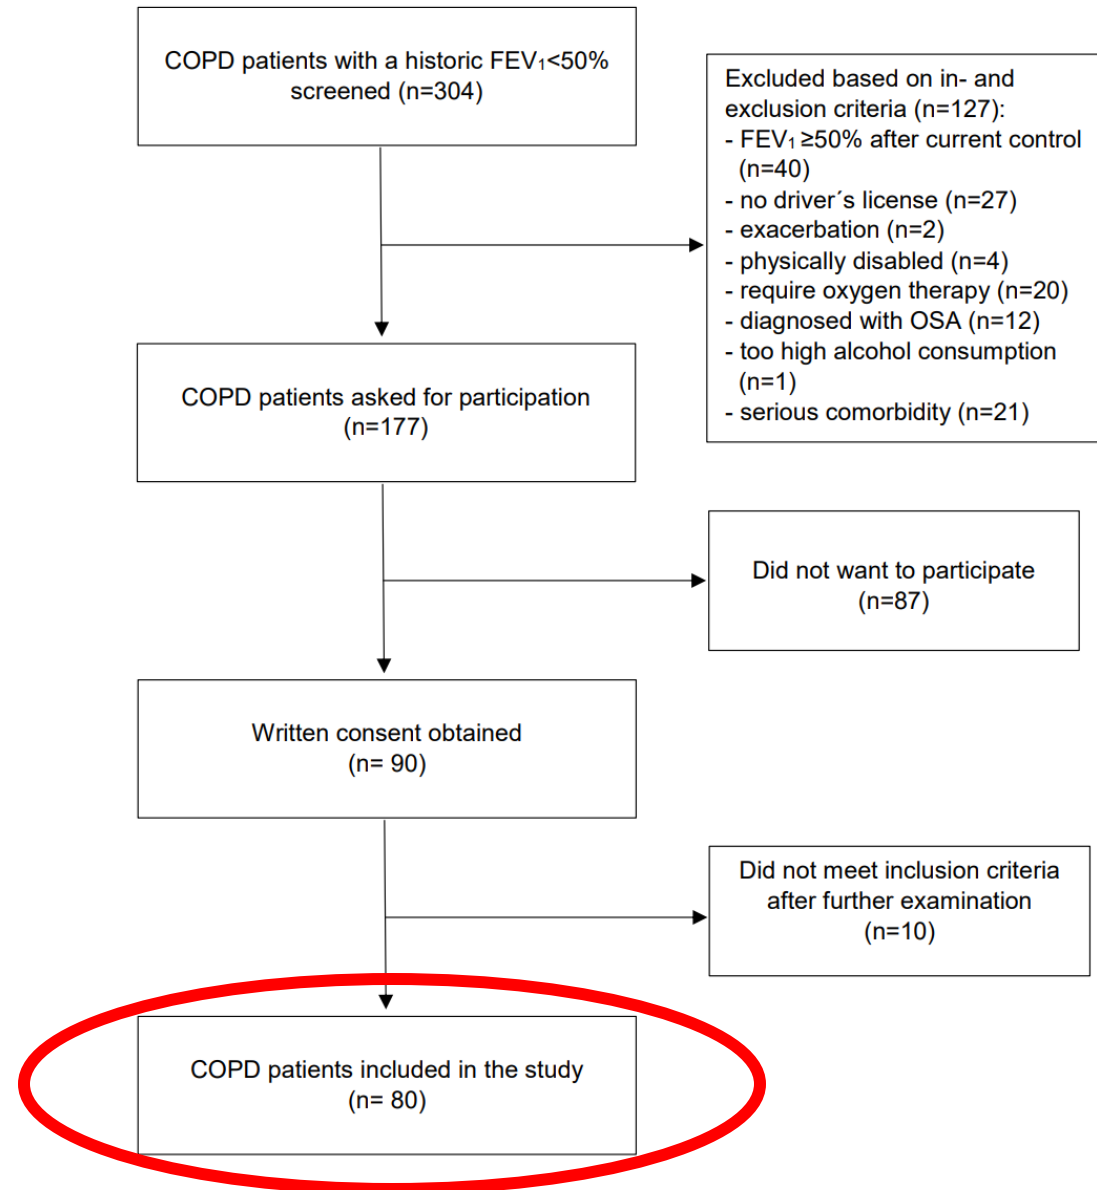 COPD patients with a historic FEV₁<50%
screened (n=304)
Excluded based on in- and
exclusion criteria (n=127):
- FEV₁ ≥50% after current control
(n=40)
- no driver´s license (n=27)
- exacerbation (n=2)
- physically disabled (n=4)
- require oxygen therapy (n=20)
- diagnosed with OSA (n=12)
- too high alcohol consumption
(n=1)
- serious comorbidity (n=21)
COPD patients asked for participation
(n=177)
Did not want to participate
(n=87)
Written consent obtained
(n= 90)
Did not meet inclusion criteria
after further examination
(n=10)
COPD patients included in the study
(n= 80)